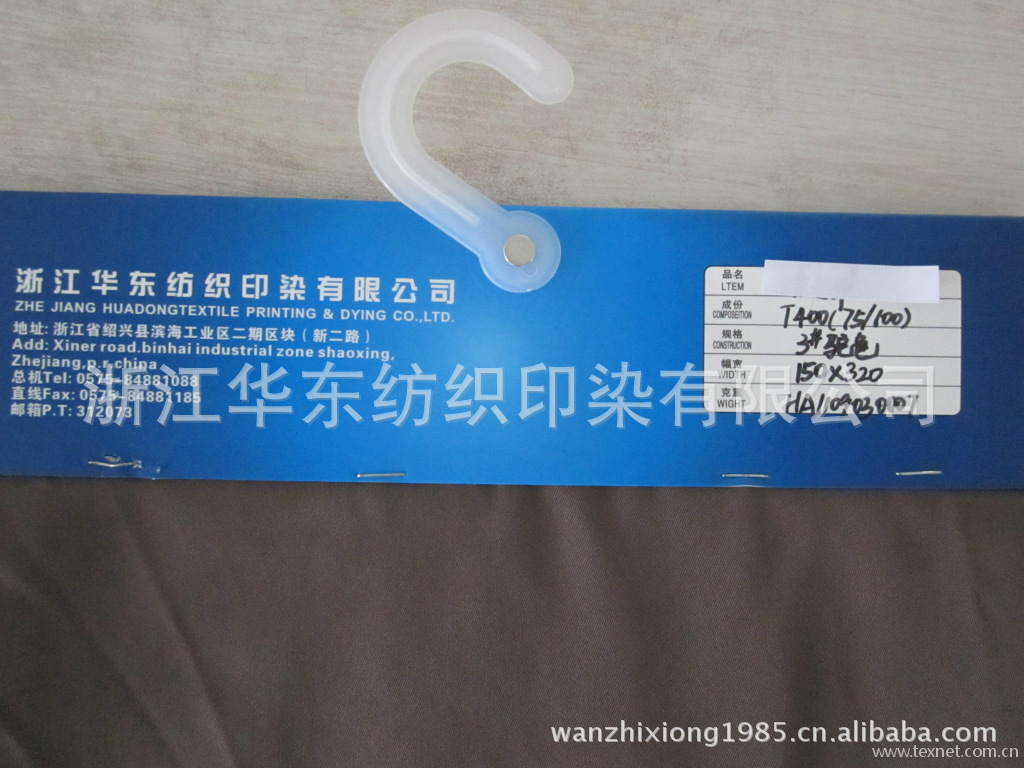 浙江华东纺织印染有限公司
ZHE JIANG HUADONGTEXTILE PRINTING & DYING CO.,LTD.
地址: 浙江省绍兴县滨海工业区二期区块（新二路）
Add: Xiner road.binhai industrial zone shaoxing,
Zhejiang,p.r.china
总机Tel: 0575-84881088
直线Fax: 0575-84881185
邮箱P.T: 312073
品名
LTEM
成份
COMPOSEITION
T400(75/100)
规格
CONSTRUCTION
3#驼色
幅宽
WIDTH
150×320
克重
WIGHT
浙江华东纺织印染有限公司
wanzhixiong1985.cn.alibaba.com
www.texnet.com.cn